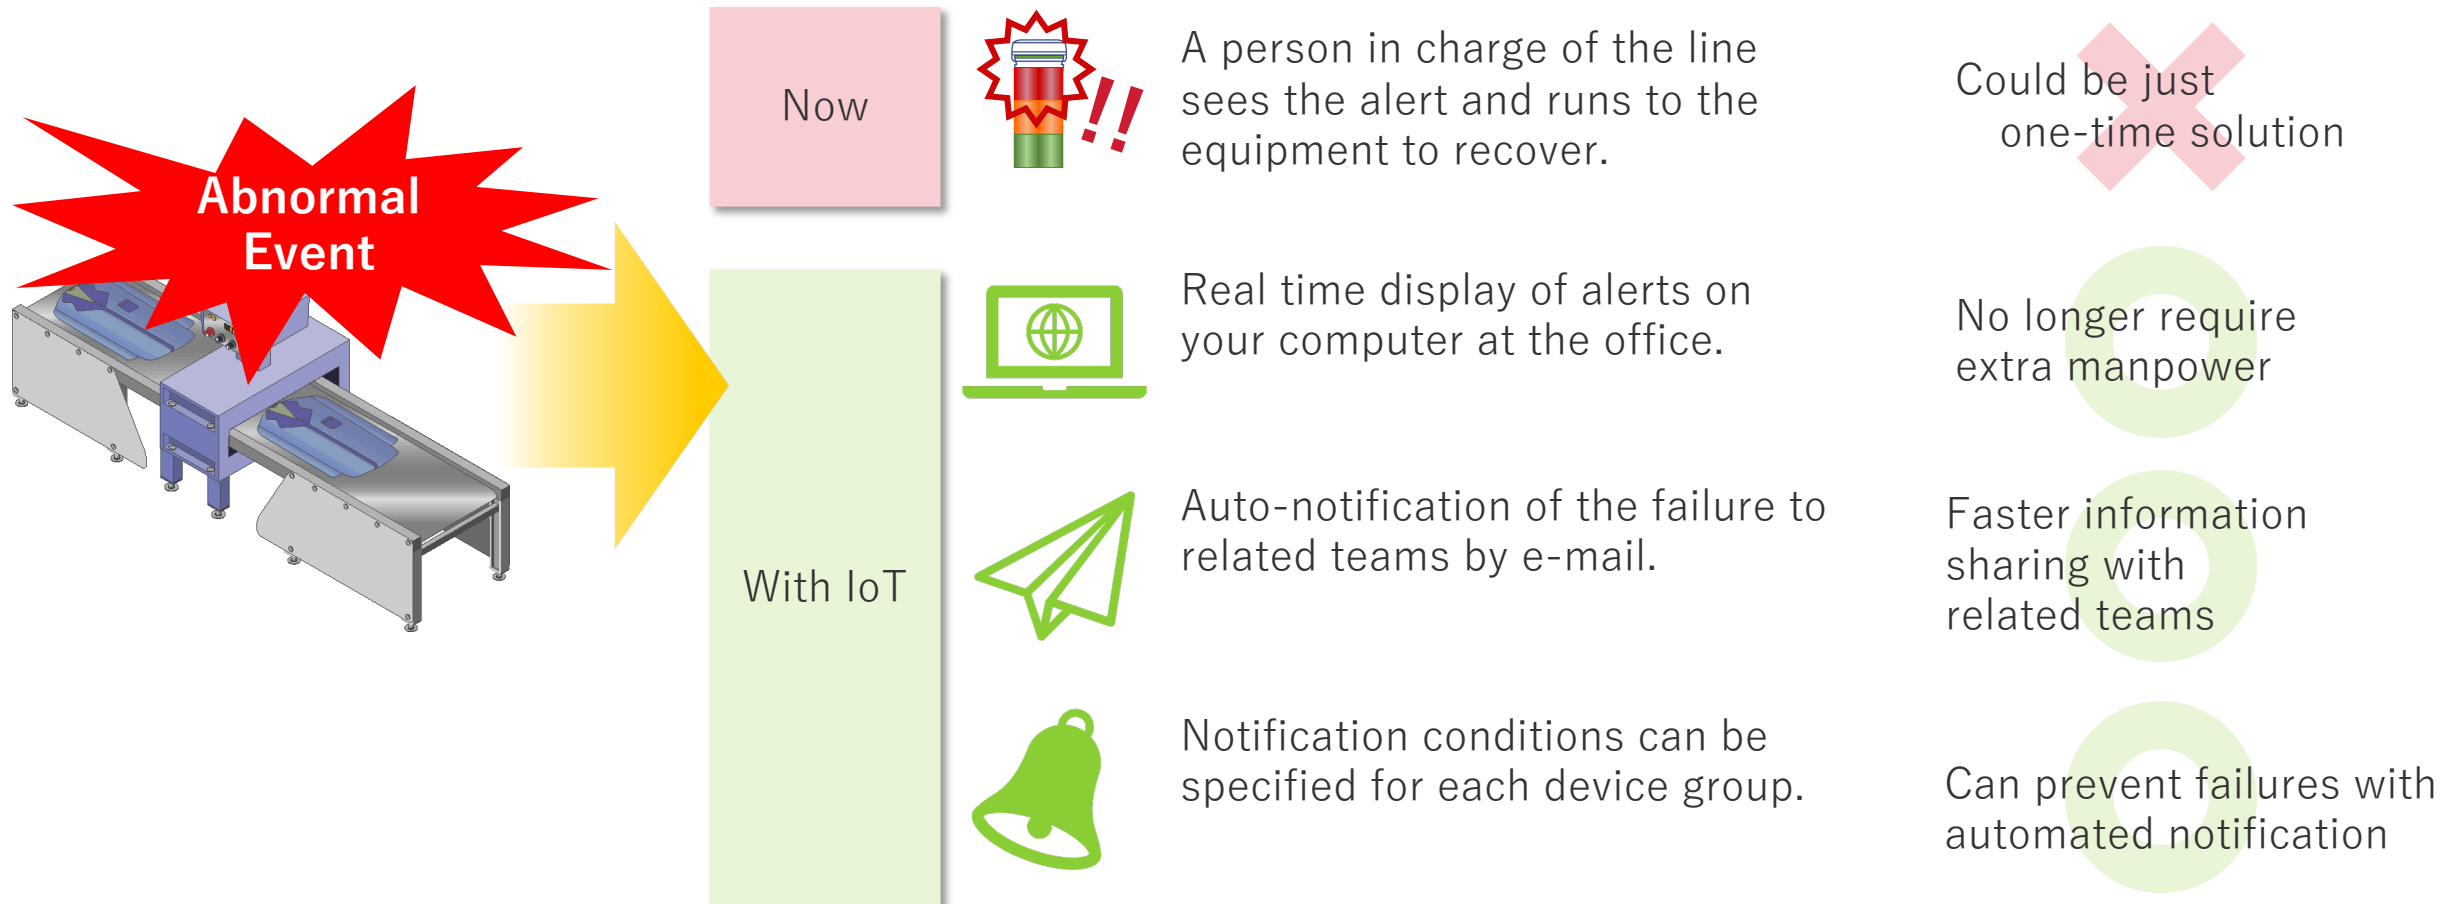 Abnormal
Event
Now
A person in charge of the line
sees the alert and runs to the
equipment to recover.
!!
Could be just
one-time solution
With IoT
Real time display of alerts on
your computer at the office.
No longer require
extra manpower
Auto-notification of the failure to
related teams by e-mail.
Faster information
sharing with
related teams
Notification conditions can be
specified for each device group.
Can prevent failures with
automated notification